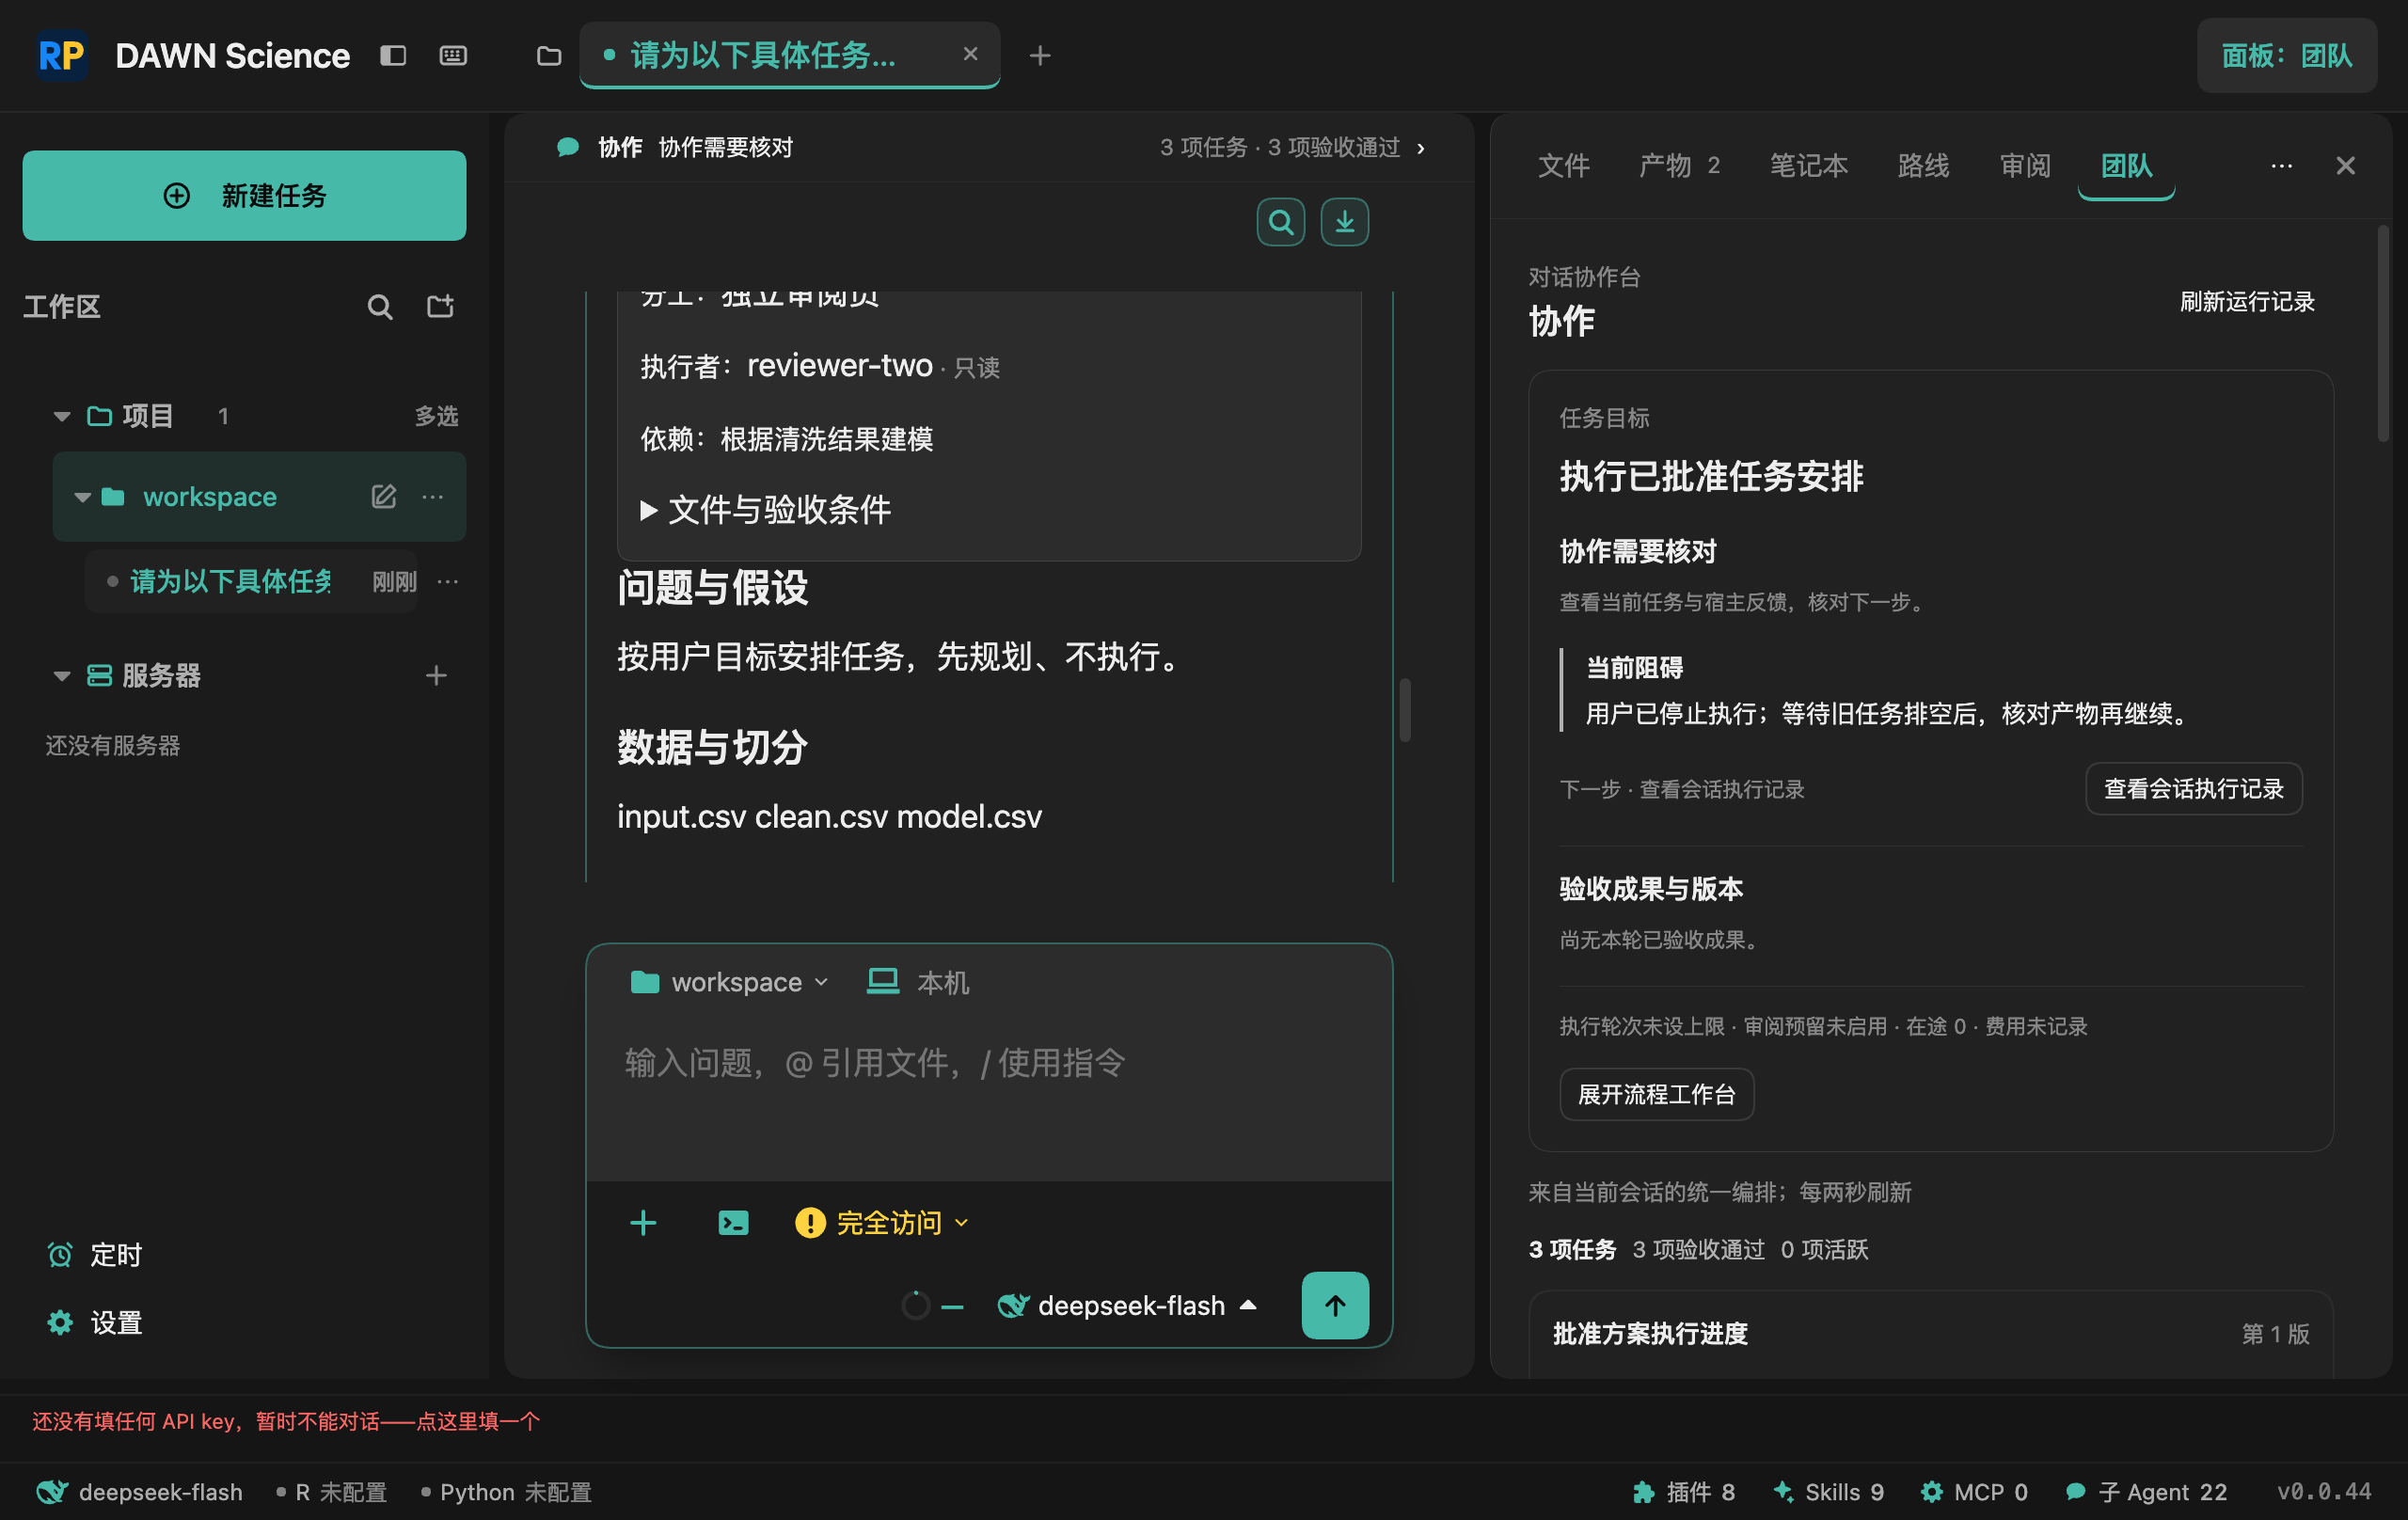 RP DAWN Science
请为以下具体任务...
面板：团队
新建任务
工作区
项目 1 多选
workspace
请为以下具体任务 刚刚
服务器
还没有服务器
定时
设置
协作 协作需要核对
3 项任务 · 3 项验收通过
分工：独立审阅员
执行者：reviewer-two · 只读
依赖：根据清洗结果建模
文件与验收条件
问题与假设
按用户目标安排任务，先规划、不执行。
数据与切分
input.csv clean.csv model.csv
workspace 本机
输入问题，@ 引用文件，/ 使用指令
完全访问
deepseek-flash
文件 产物 2 笔记本 路线 审阅 团队
对话协作台
协作
刷新运行记录
任务目标
执行已批准任务安排
协作需要核对
查看当前任务与宿主反馈，核对下一步。
当前阻碍
用户已停止执行；等待旧任务排空后，核对产物再继续。
下一步 · 查看会话执行记录
查看会话执行记录
验收成果与版本
尚无本轮已验收成果。
执行轮次未设上限 · 审阅预留未启用 · 在途 0 · 费用未记录
展开流程工作台
来自当前会话的统一编排；每两秒刷新
3 项任务 3 项验收通过 0 项活跃
批准方案执行进度 第 1 版
还没有填任何 API key，暂时不能对话——点这里填一个
deepseek-flash R 未配置 Python 未配置
插件 8 Skills 9 MCP 0 子 Agent 22 v0.0.44